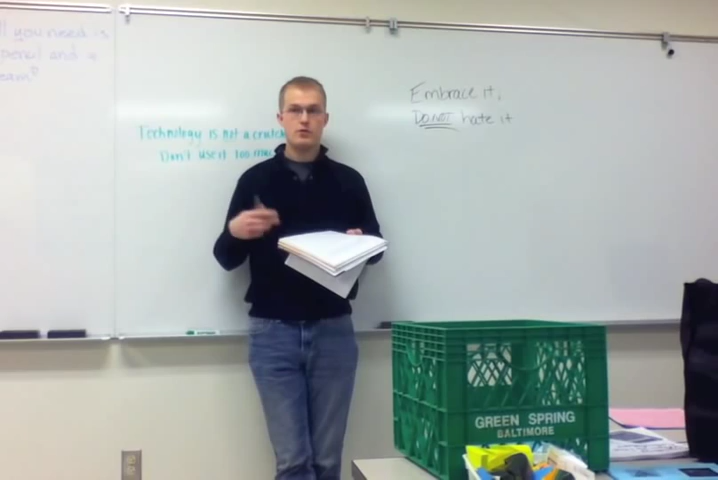 ll you need is
pencil and a
eam"
Technology is not a crutch
Don't use it too muc
Embrace it,
Do NOT hate it
GREEN SPRING
BALTIMORE